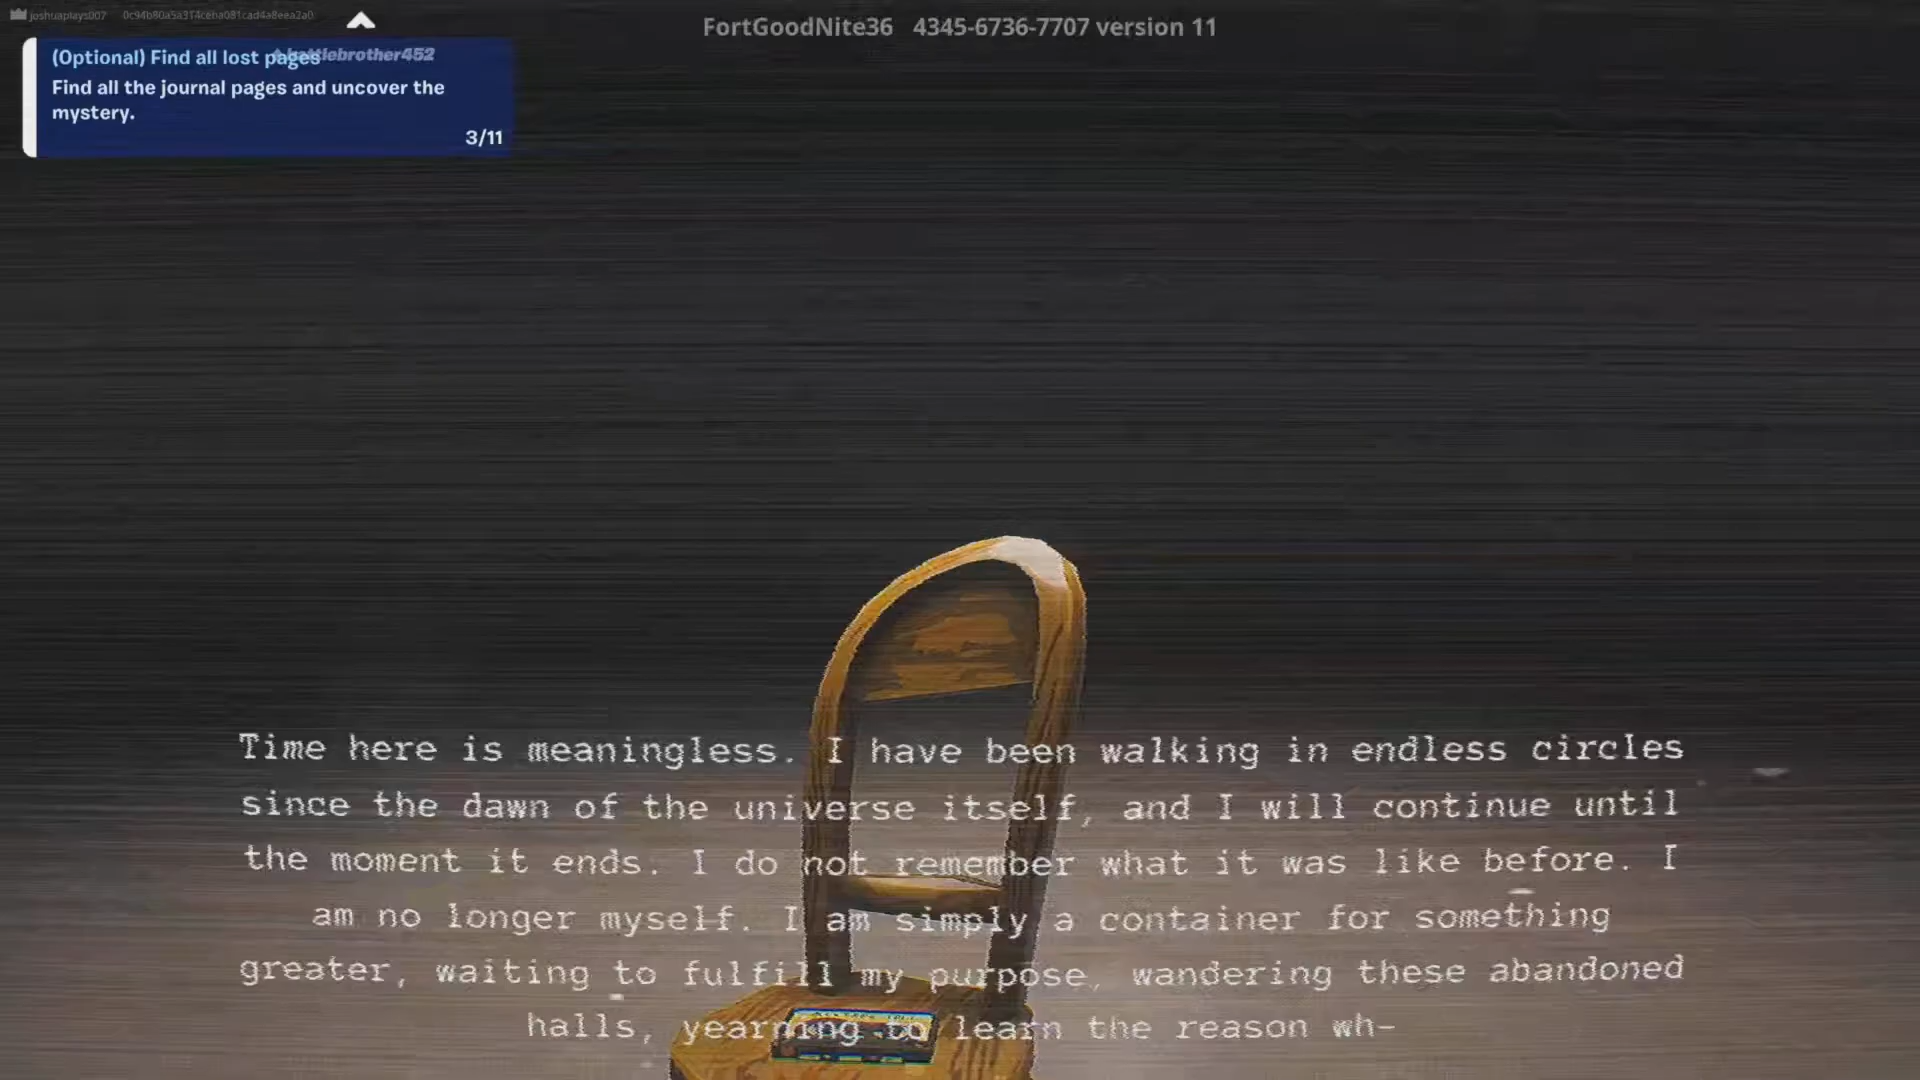 joshuaplays007
FortGoodNite36 4345-6736-7707 version 11
(Optional) Find all lost pages
Find all the journal pages and uncover the
mystery.
3/11
Time here is meaningless. I have been walking in endless circles
since the dawn of the universe itself, and I will continue until
the moment it ends. I do not remember what it was like before. I
am no longer myself. I am simply a container for something
greater, waiting to fulfill my purpose, wandering these abandoned
halls, yearning to learn the reason wh-